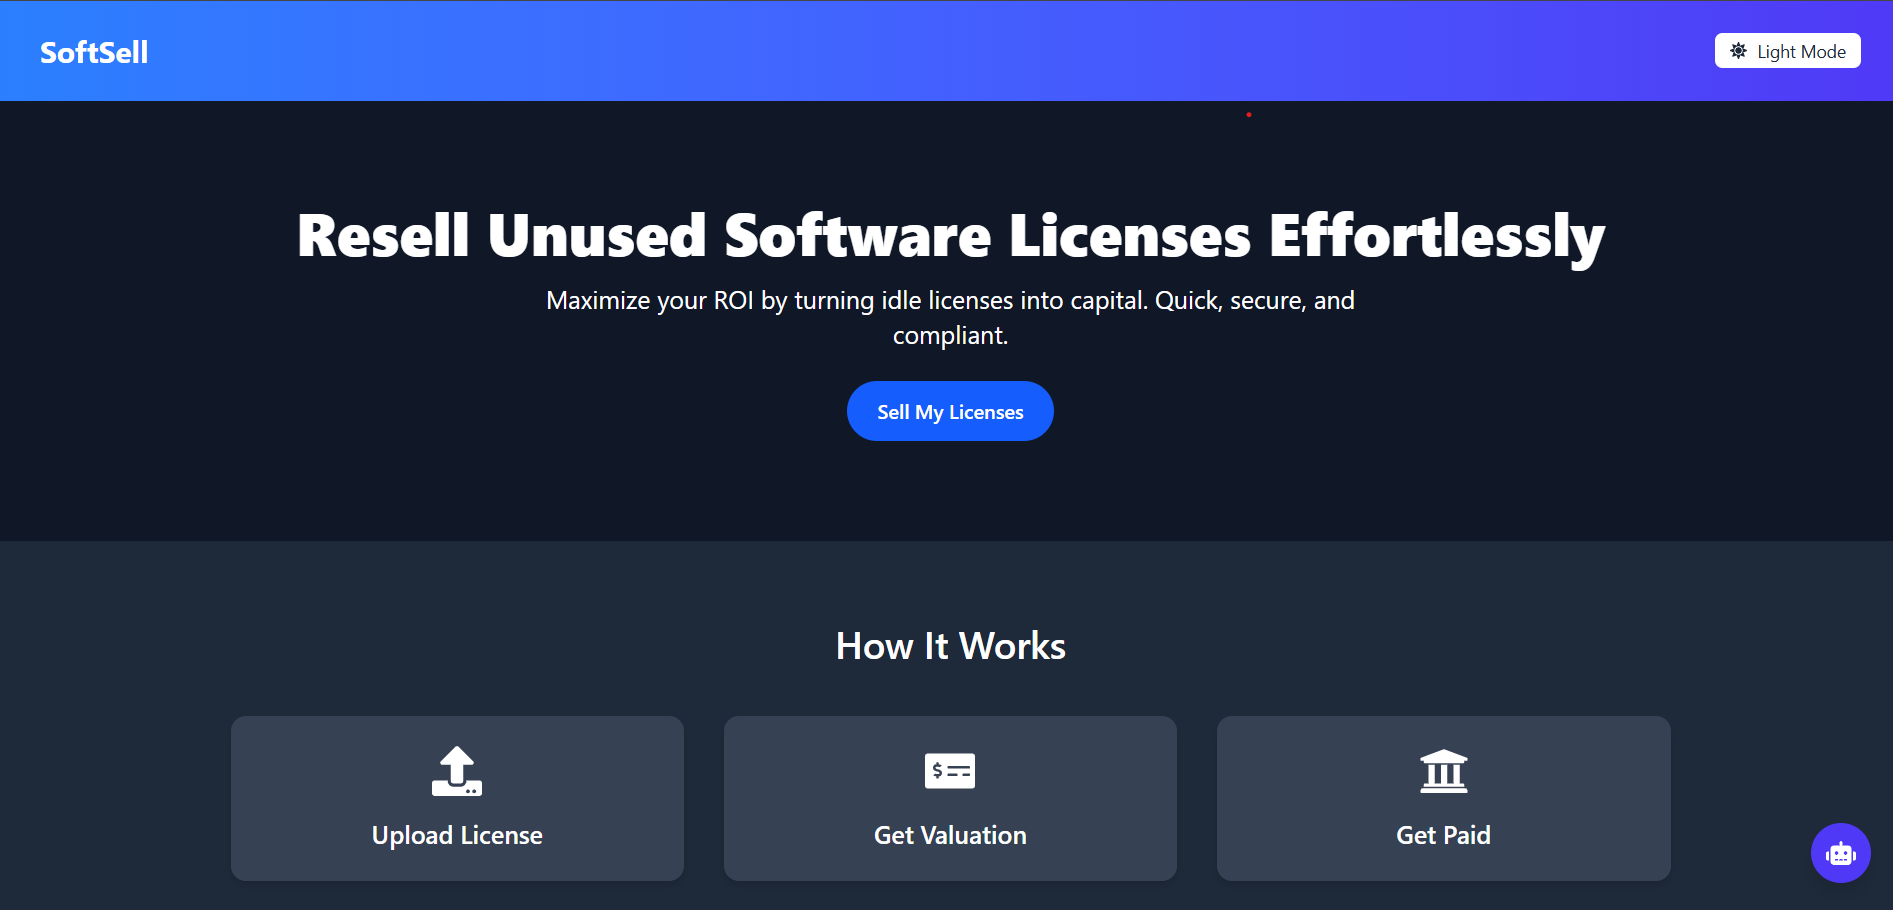 SoftSell
Light Mode
Resell Unused Software Licenses Effortlessly
Maximize your ROI by turning idle licenses into capital. Quick, secure, and
compliant.
Sell My Licenses
How It Works
$
Upload License
Get Valuation
Get Paid